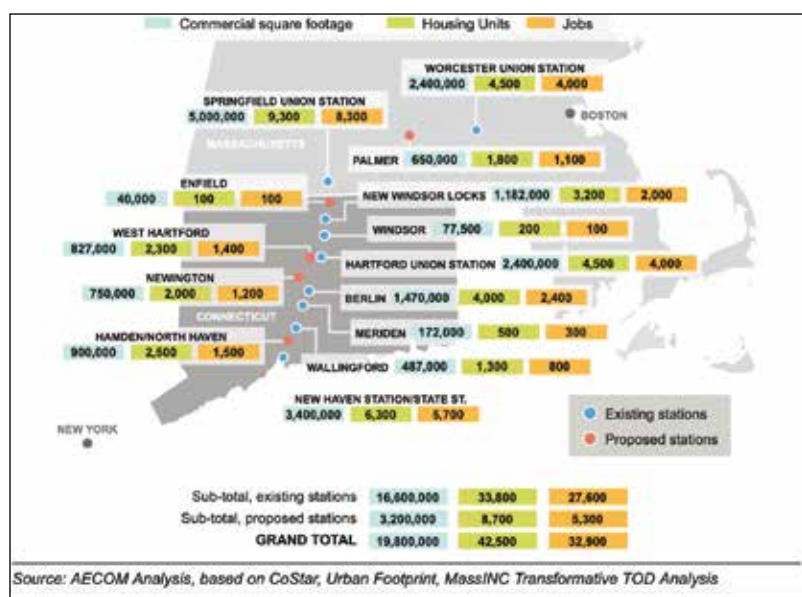 Commercial square footage Housing Units Jobs
WORCESTER UNION STATION
2,400,000 4,500 4,000
SPRINGFIELD UNION STATION
5,000,000 9,300 8,300
BOSTON
MASSACHUSETTS
PALMER 650,000 1,800 1,100
ENFIELD
40,000 100 100
NEW WINDSOR LOCKS 1,182,000 3,200 2,000
WEST HARTFORD
827,000 2,300 1,400
WINDSOR 77,500 200 100
HARTFORD UNION STATION 2,400,000 4,500 4,000
NEWINGTON
750,000 2,000 1,200
BERLIN 1,470,000 4,000 2,400
CONNECTICUT
MERIDEN 172,000 500 300
HAMDEN/NORTH HAVEN
900,000 2,500 1,500
WALLINGFORD 487,000 1,300 800
NEW HAVEN STATION/STATE ST.
3,400,000 6,300 5,700
NEW YORK
Existing stations
Proposed stations
Sub-total, existing stations 16,600,000 33,800 27,600
Sub-total, proposed stations 3,200,000 8,700 5,300
GRAND TOTAL 19,800,000 42,500 32,900
Source: AECOM Analysis, based on CoStar, Urban Footprint, MassINC Transformative TOD Analysis